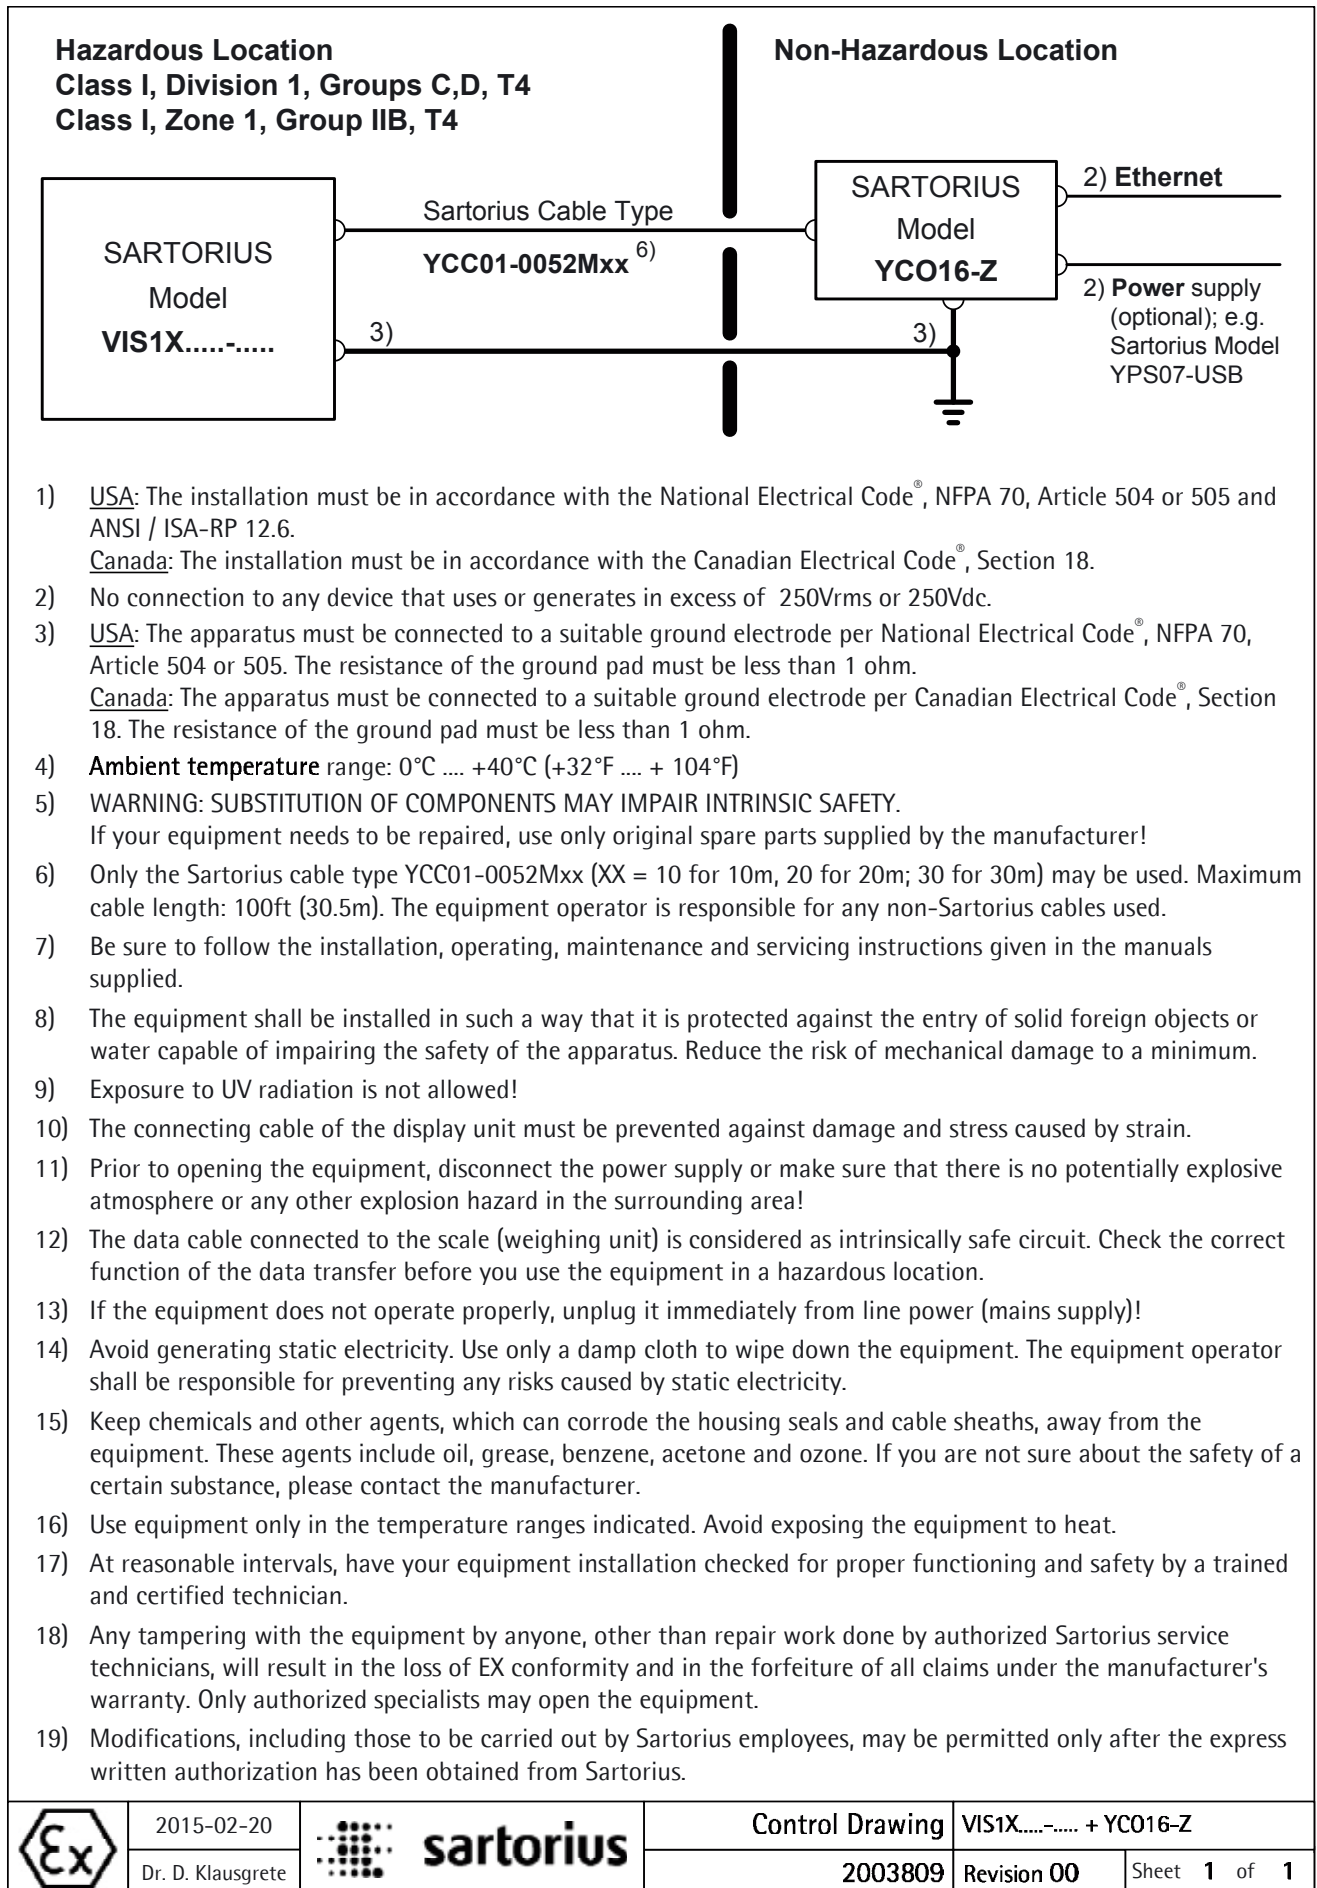 Hazardous Location
Class I, Division 1, Groups C,D, T4
Class I, Zone 1, Group IIB, T4
Non-Hazardous Location
SARTORIUS
Model
VIS1X.....-.....
Sartorius Cable Type
YCC01-0052Mxx 6)
3)
SARTORIUS
Model
YCO16-Z
3)
2) Ethernet
2) Power supply
(optional); e.g.
Sartorius Model
YPS07-USB
1) USA: The installation must be in accordance with the National Electrical Code®, NFPA 70, Article 504 or 505 and
ANSI / ISA-RP 12.6.
Canada: The installation must be in accordance with the Canadian Electrical Code®, Section 18.
2) No connection to any device that uses or generates in excess of 250Vrms or 250Vdc.
3) USA: The apparatus must be connected to a suitable ground electrode per National Electrical Code®, NFPA 70,
Article 504 or 505. The resistance of the ground pad must be less than 1 ohm.
Canada: The apparatus must be connected to a suitable ground electrode per Canadian Electrical Code®, Section
18. The resistance of the ground pad must be less than 1 ohm.
4) Ambient temperature range: 0°C .... +40°C (+32°F .... + 104°F)
5) WARNING: SUBSTITUTION OF COMPONENTS MAY IMPAIR INTRINSIC SAFETY.
If your equipment needs to be repaired, use only original spare parts supplied by the manufacturer!
6) Only the Sartorius cable type YCC01-0052Mxx (XX = 10 for 10m, 20 for 20m; 30 for 30m) may be used. Maximum
cable length: 100ft (30.5m). The equipment operator is responsible for any non-Sartorius cables used.
7) Be sure to follow the installation, operating, maintenance and servicing instructions given in the manuals
supplied.
8) The equipment shall be installed in such a way that it is protected against the entry of solid foreign objects or
water capable of impairing the safety of the apparatus. Reduce the risk of mechanical damage to a minimum.
9) Exposure to UV radiation is not allowed!
10) The connecting cable of the display unit must be prevented against damage and stress caused by strain.
11) Prior to opening the equipment, disconnect the power supply or make sure that there is no potentially explosive
atmosphere or any other explosion hazard in the surrounding area!
12) The data cable connected to the scale (weighing unit) is considered as intrinsically safe circuit. Check the correct
function of the data transfer before you use the equipment in a hazardous location.
13) If the equipment does not operate properly, unplug it immediately from line power (mains supply)!
14) Avoid generating static electricity. Use only a damp cloth to wipe down the equipment. The equipment operator
shall be responsible for preventing any risks caused by static electricity.
15) Keep chemicals and other agents, which can corrode the housing seals and cable sheaths, away from the
equipment. These agents include oil, grease, benzene, acetone and ozone. If you are not sure about the safety of a
certain substance, please contact the manufacturer.
16) Use equipment only in the temperature ranges indicated. Avoid exposing the equipment to heat.
17) At reasonable intervals, have your equipment installation checked for proper functioning and safety by a trained
and certified technician.
18) Any tampering with the equipment by anyone, other than repair work done by authorized Sartorius service
technicians, will result in the loss of EX conformity and in the forfeiture of all claims under the manufacturer's
warranty. Only authorized specialists may open the equipment.
19) Modifications, including those to be carried out by Sartorius employees, may be permitted only after the express
written authorization has been obtained from Sartorius.
Ex
2015-02-20
Dr. D. Klausgrete
sartorius
Control Drawing
VIS1X.....-..... + YCO16-Z
2003809
Revision 00
Sheet 1 of 1